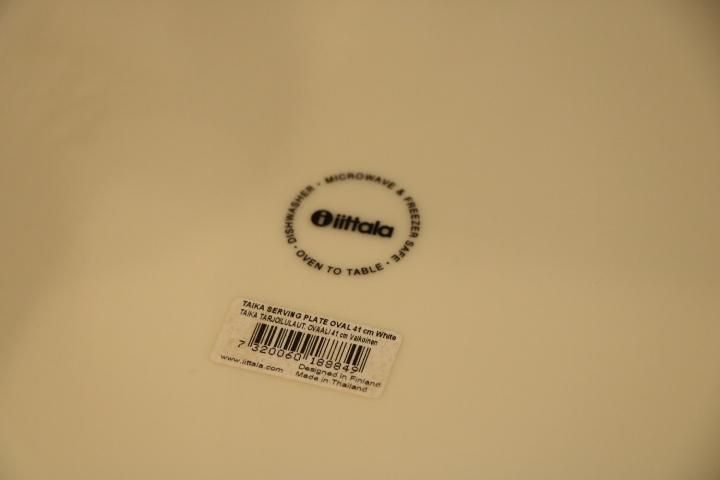 DISHWASHER · MICROWAVE & FREEZER SAFE · OVEN TO TABLE ·
iittala
TAIKA SERVING PLATE OVAL 41 cm White
TAIKA TARJOILULAUT. OVAALI 41 cm Valkoinen
7 320060 188849
www.iittala.com
Designed in Finland
Made in Thailand